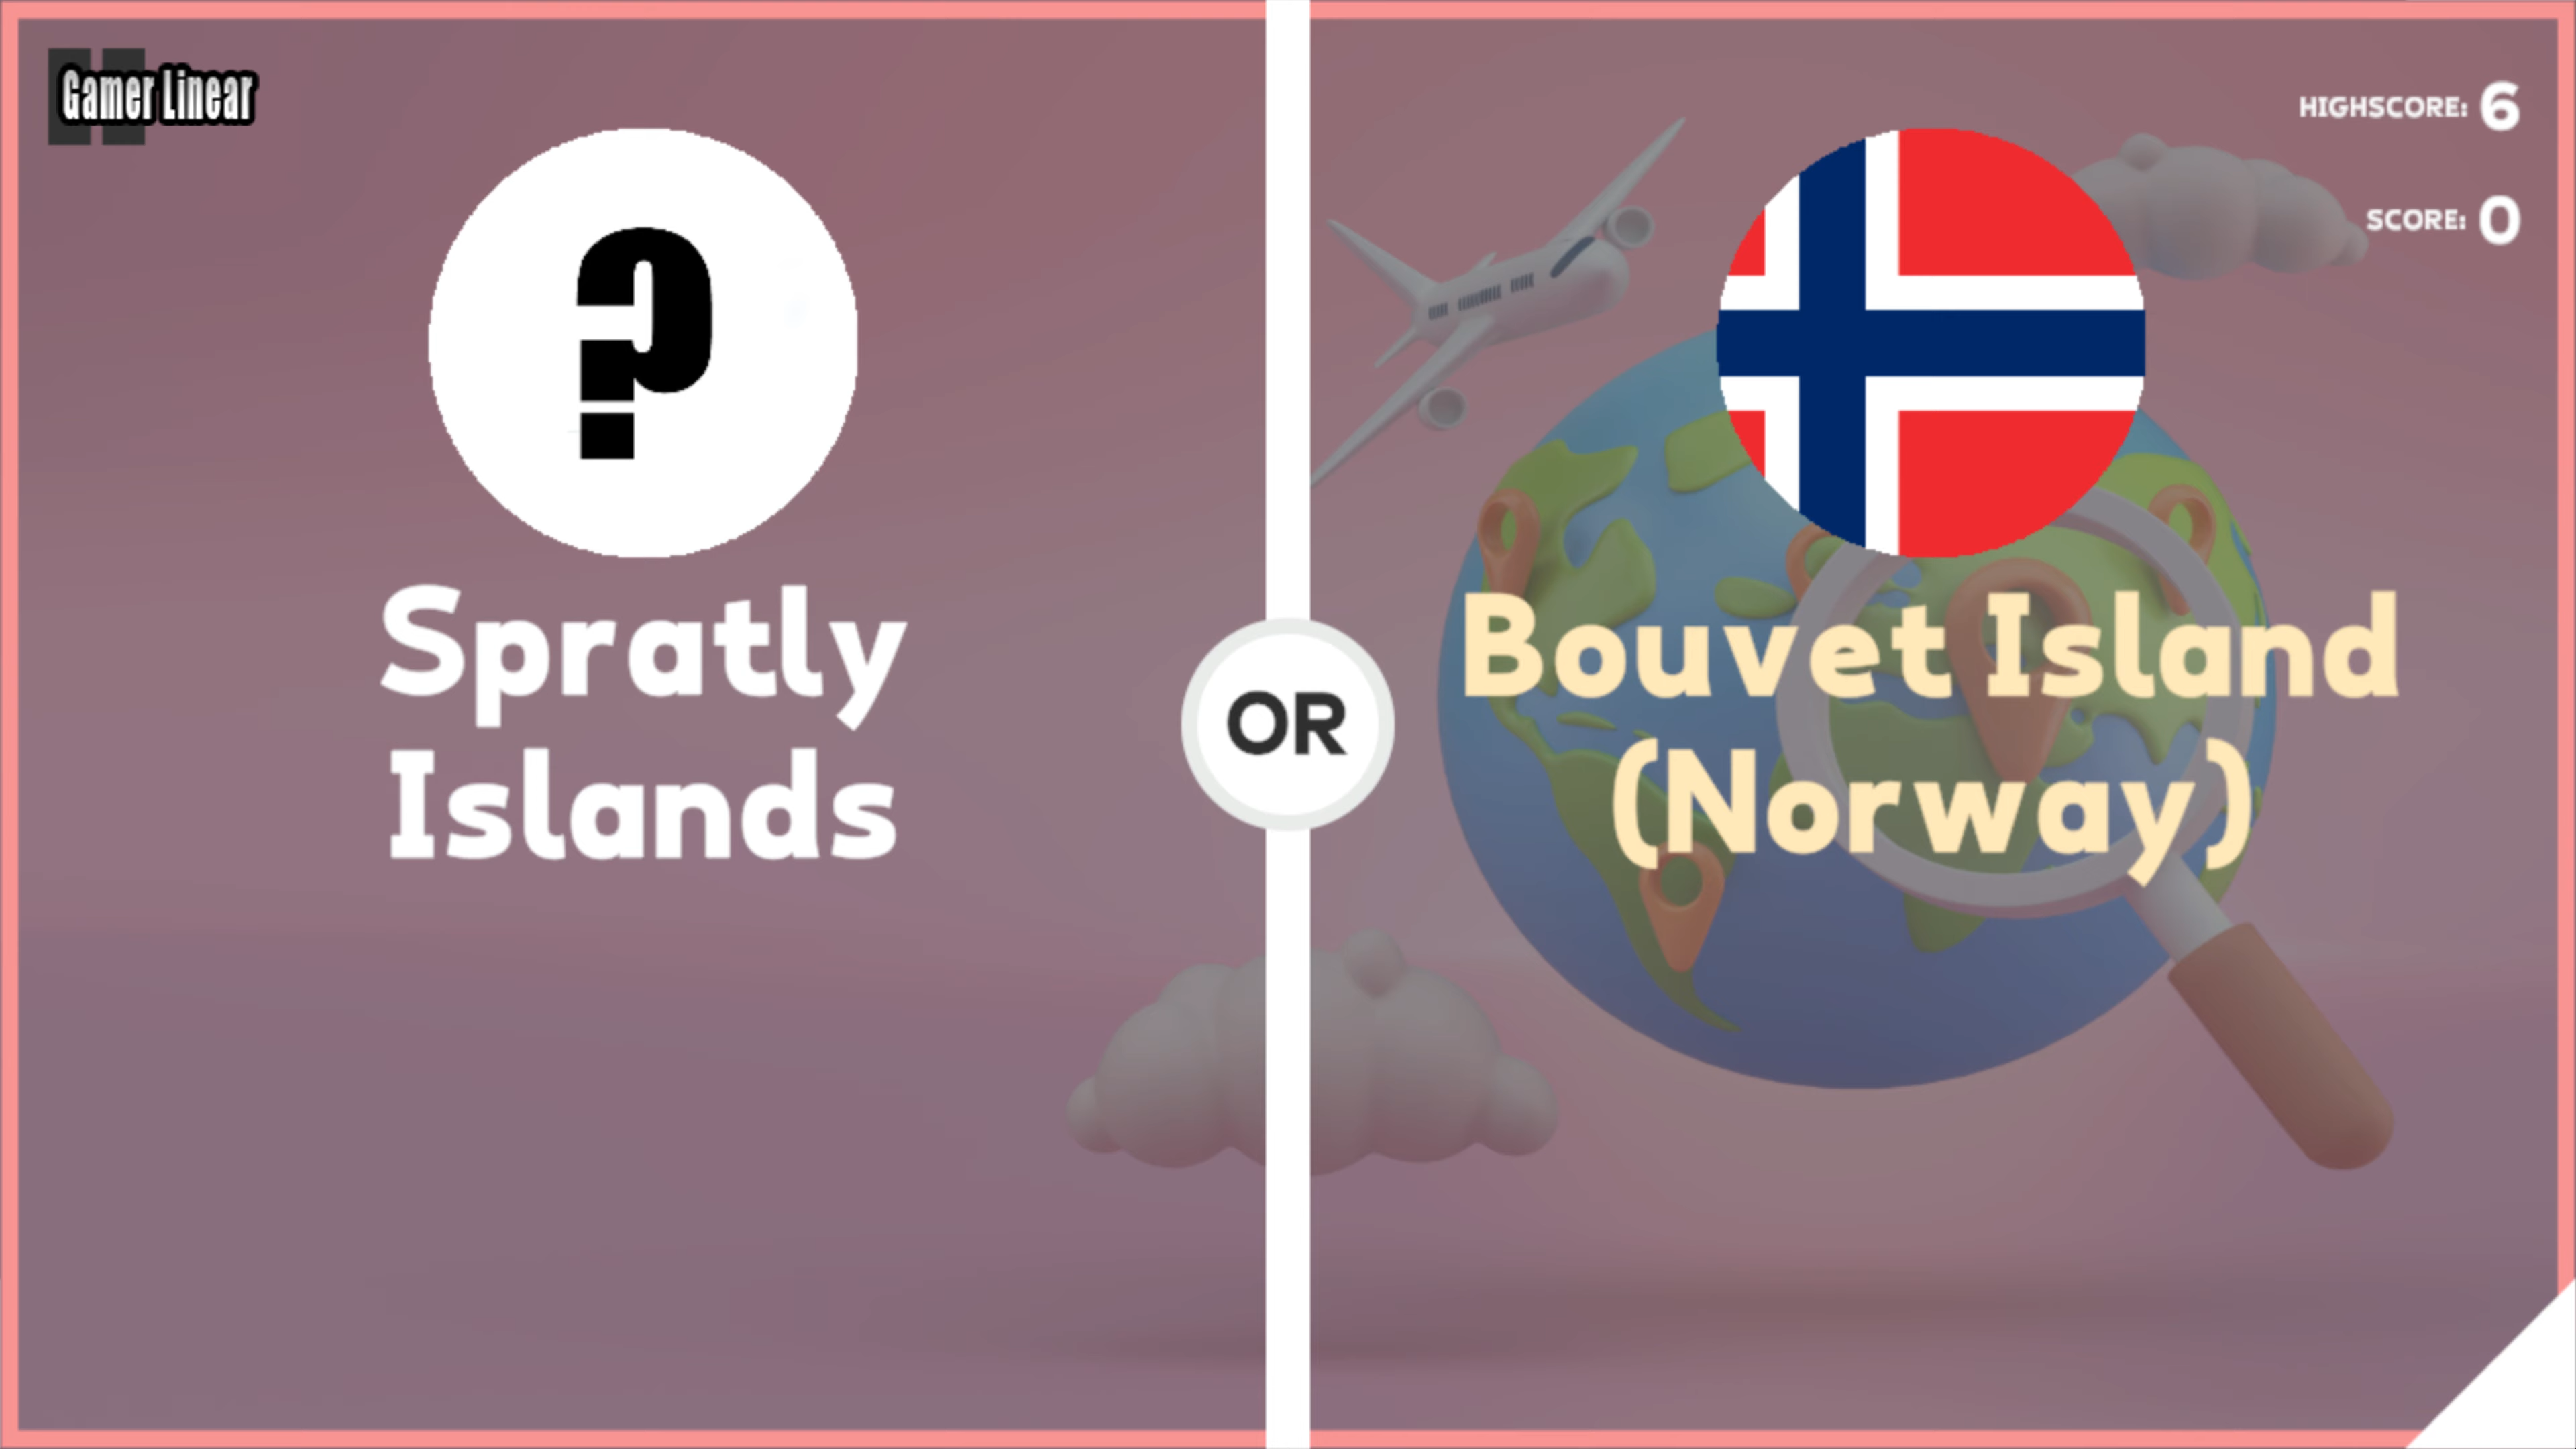 Gamer Linear
HIGHSCORE: 6
SCORE: 0
?
Spratly
Islands
OR
Bouvet Island
(Norway)